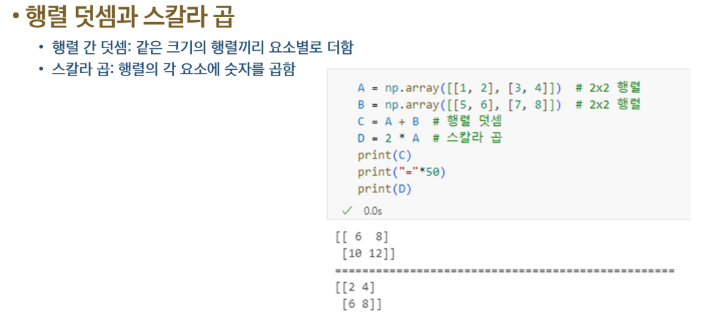 • 행렬 덧셈과 스칼라 곱
• 행렬 간 덧셈: 같은 크기의 행렬끼리 요소별로 더함
• 스칼라 곱: 행렬의 각 요소에 숫자를 곱함
A = np.array([[1, 2], [3, 4]])  # 2x2 행렬
B = np.array([[5, 6], [7, 8]])  # 2x2 행렬
C = A + B  # 행렬 덧셈
D = 2 * A  # 스칼라 곱
print(C)
print("="*50)
print(D)
✓ 0.0s
[[ 6  8]
 [10 12]]
==================================================
[[2 4]
 [6 8]]